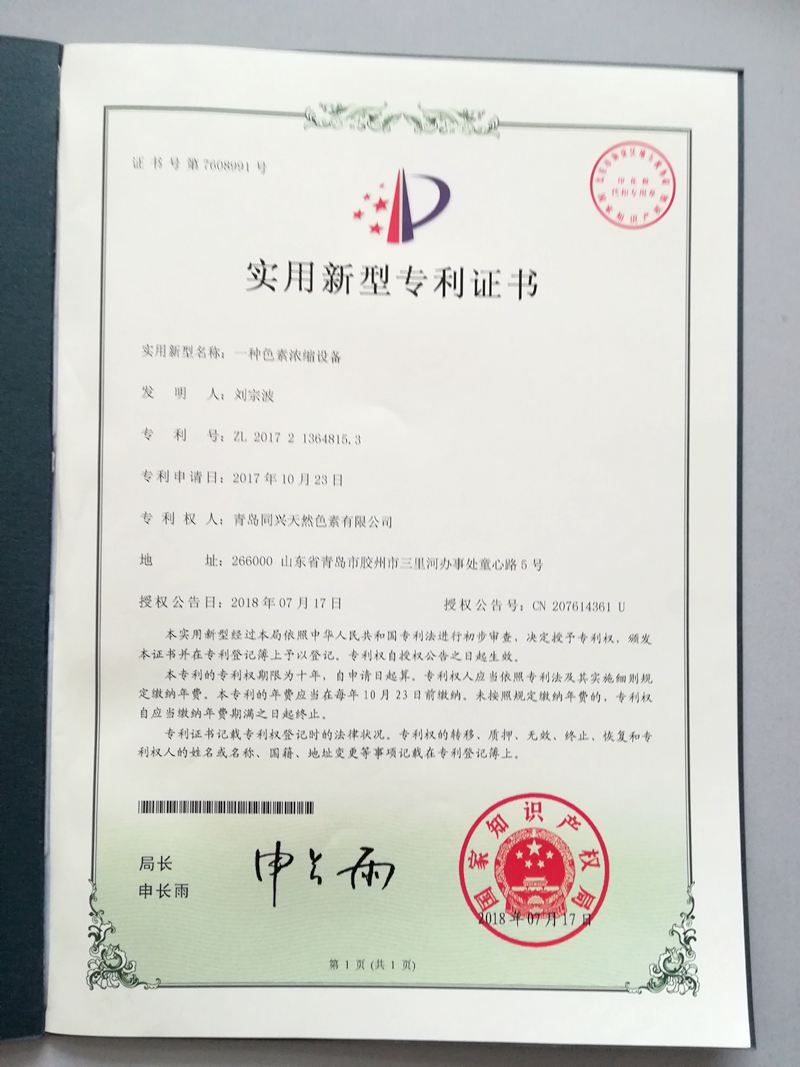 证书号第7608991号
实用新型专利证书
实用新型名称：一种色素浓缩设备
发明人：刘宗波
专利号：ZL 2017 2 1364815.3
专利申请日：2017年10月23日
专利权人：青岛同兴天然色素有限公司
地址：266000 山东省青岛市胶州市三里河办事处童心路5号
授权公告日：2018年07月17日 授权公告号：CN 207614361 U
本实用新型经过本局依照中华人民共和国专利法进行初步审查，决定授予专利权，颁发
本证书并在专利登记簿上予以登记。专利权自授权公告之日起生效。
本专利的专利权期限为十年，自申请日起算。专利权人应当依照专利法及其实施细则规
定缴纳年费。本专利的年费应当在每年10月23日前缴纳。未按照规定缴纳年费的，专利权
自应当缴纳年费期满之日起终止。
专利证书记载专利权登记时的法律状况。专利权的转移、质押、无效、终止、恢复和专
利权人的姓名或名称、国籍、地址变更等事项记载在专利登记簿上。
局长
申长雨
申长雨
国家知识产权局
2018年07月17日
第1页（共1页）